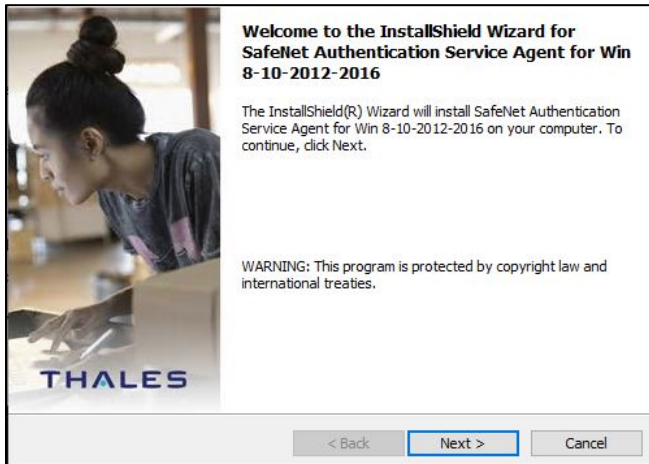 Welcome to the InstallShield Wizard for
SafeNet Authentication Service Agent for Win
8-10-2012-2016
The InstallShield(R) Wizard will install SafeNet Authentication
Service Agent for Win 8-10-2012-2016 on your computer. To
continue, click Next.
WARNING: This program is protected by copyright law and
international treaties.
THALES
< Back Next > Cancel